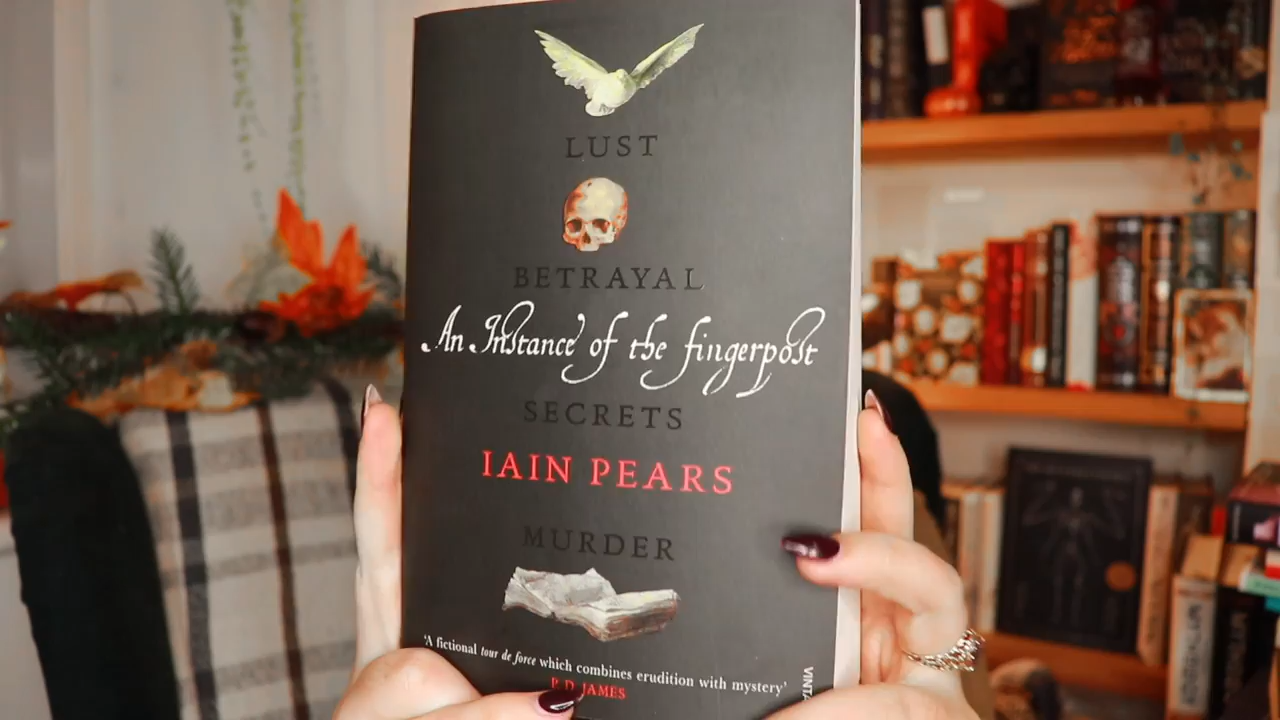 LUST
BETRAYAL
An Instance of the fingerpost
SECRETS
IAIN PEARS
MURDER
'A fictional tour de force which combines erudition with mystery'
P. D. JAMES